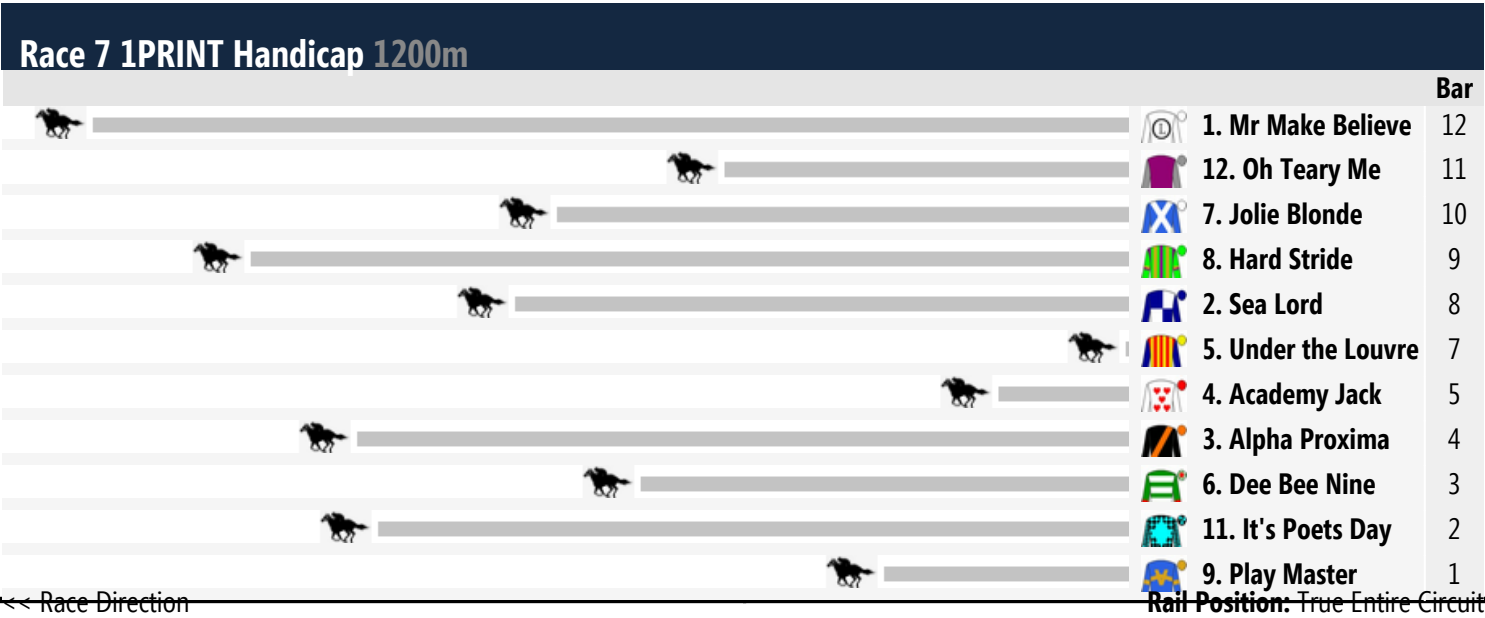 Race 7 1PRINT Handicap 1200m
Bar
1. Mr Make Believe 12
12. Oh Teary Me 11
7. Jolie Blonde 10
8. Hard Stride 9
2. Sea Lord 8
5. Under the Louvre 7
4. Academy Jack 5
3. Alpha Proxima 4
6. Dee Bee Nine 3
11. It's Poets Day 2
9. Play Master 1
<< Race Direction Rail Position: True Entire Circuit